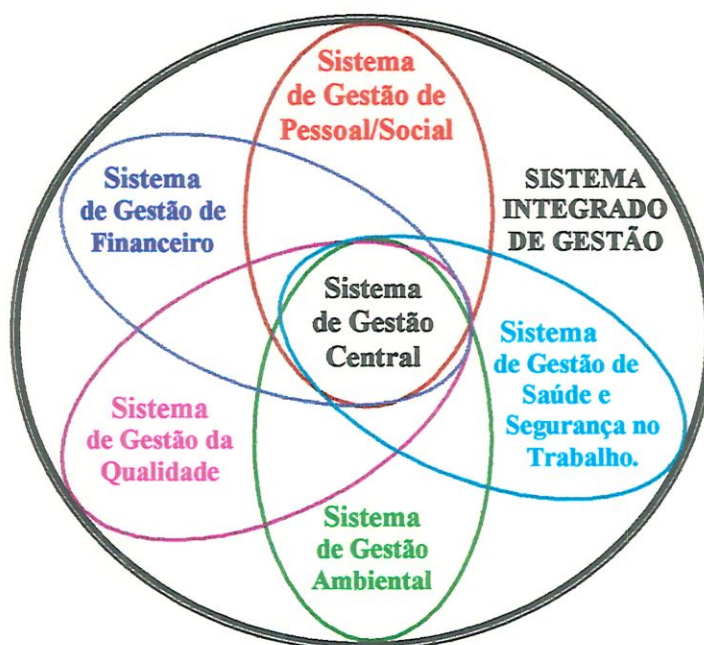 Sistema
de Gestão de
Pessoal/Social
Sistema
de Gestão de
Financeiro
SISTEMA
INTEGRADO
DE GESTÃO
Sistema
de Gestão
Central
Sistema
de Gestão de
Saúde e
Segurança no
Trabalho.
Sistema
de Gestão da
Qualidade
Sistema
de Gestão
Ambiental